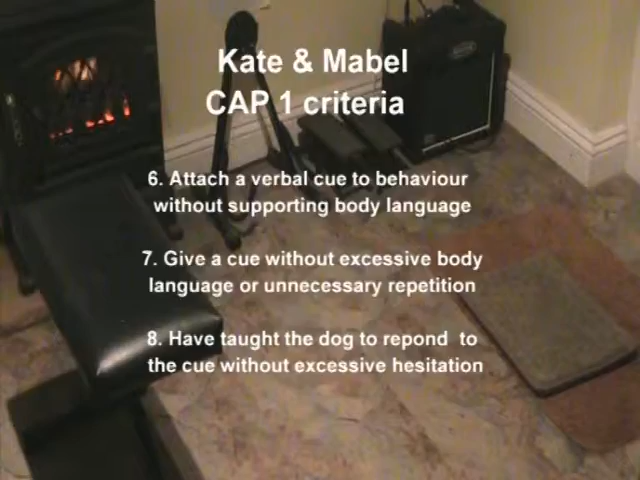 Kate & Mabel
CAP 1 criteria
6. Attach a verbal cue to behaviour
without supporting body language
7. Give a cue without excessive body
language or unnecessary repetition
8. Have taught the dog to repond to
the cue without excessive hesitation